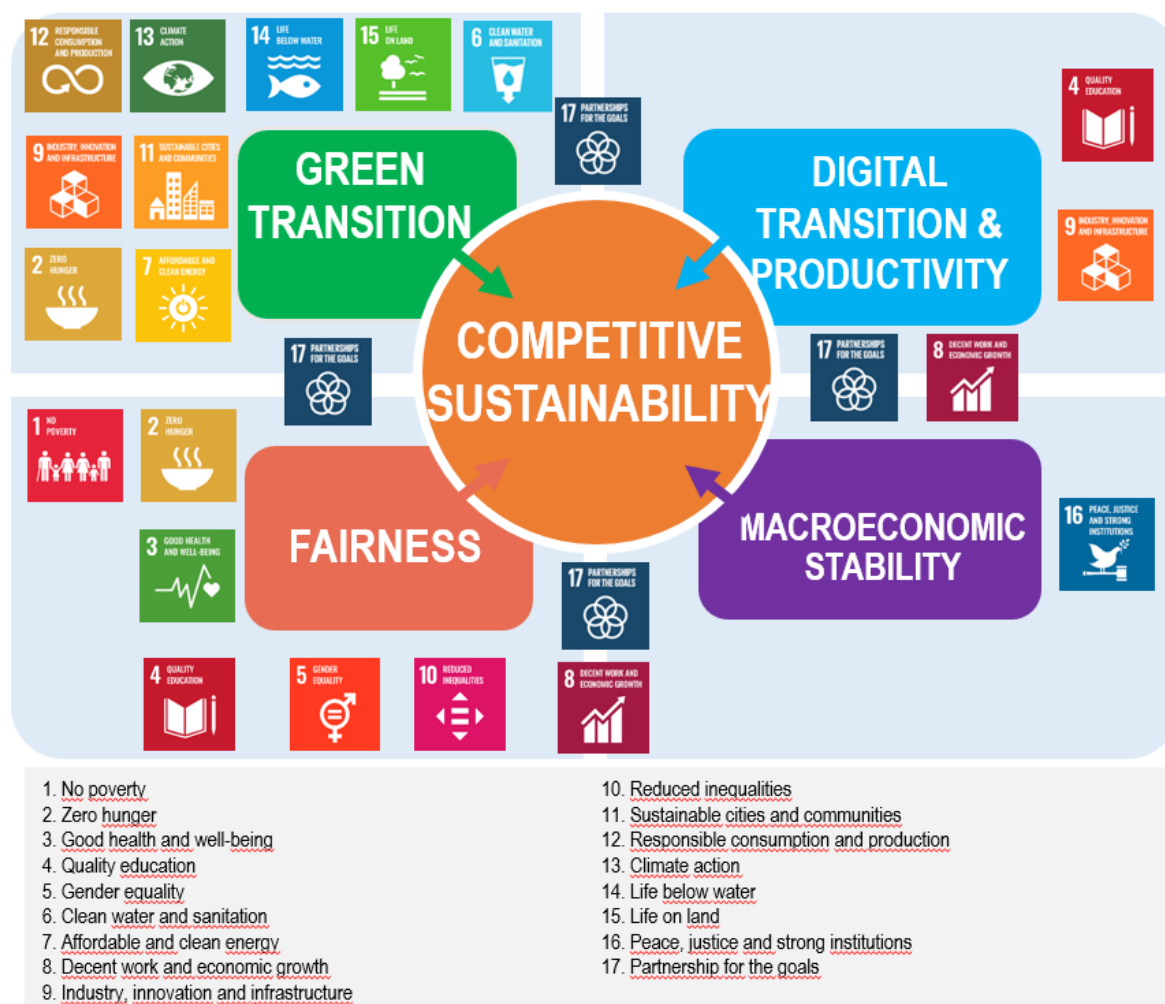 12 RESPONSIBLE
CONSUMPTION
AND PRODUCTION
13 CLIMATE
ACTION
14 LIFE
BELOW WATER
15 LIFE
ON LAND
6 CLEAN WATER
AND SANITATION
17 PARTNERSHIPS
FOR THE GOALS
4 QUALITY
EDUCATION
9 INDUSTRY, INNOVATION
AND INFRASTRUCTURE
11 SUSTAINABLE CITIES
AND COMMUNITIES
GREEN
TRANSITION
DIGITAL
TRANSITION &
PRODUCTIVITY
9 INDUSTRY, INNOVATION
AND INFRASTRUCTURE
2 ZERO
HUNGER
7 AFFORDABLE AND
CLEAN ENERGY
17 PARTNERSHIPS
FOR THE GOALS
COMPETITIVE
SUSTAINABILITY
17 PARTNERSHIPS
FOR THE GOALS
8 DECENT WORK AND
ECONOMIC GROWTH
1 NO
POVERTY
2 ZERO
HUNGER
3 GOOD HEALTH
AND WELL-BEING
FAIRNESS
MACROECONOMIC
STABILITY
16 PEACE, JUSTICE
AND STRONG
INSTITUTIONS
17 PARTNERSHIPS
FOR THE GOALS
4 QUALITY
EDUCATION
5 GENDER
EQUALITY
10 REDUCED
INEQUALITIES
8 DECENT WORK AND
ECONOMIC GROWTH
1. No poverty
2. Zero hunger
3. Good health and well-being
4. Quality education
5. Gender equality
6. Clean water and sanitation
7. Affordable and clean energy
8. Decent work and economic growth
9. Industry, innovation and infrastructure
10. Reduced inequalities
11. Sustainable cities and communities
12. Responsible consumption and production
13. Climate action
14. Life below water
15. Life on land
16. Peace, justice and strong institutions
17. Partnership for the goals